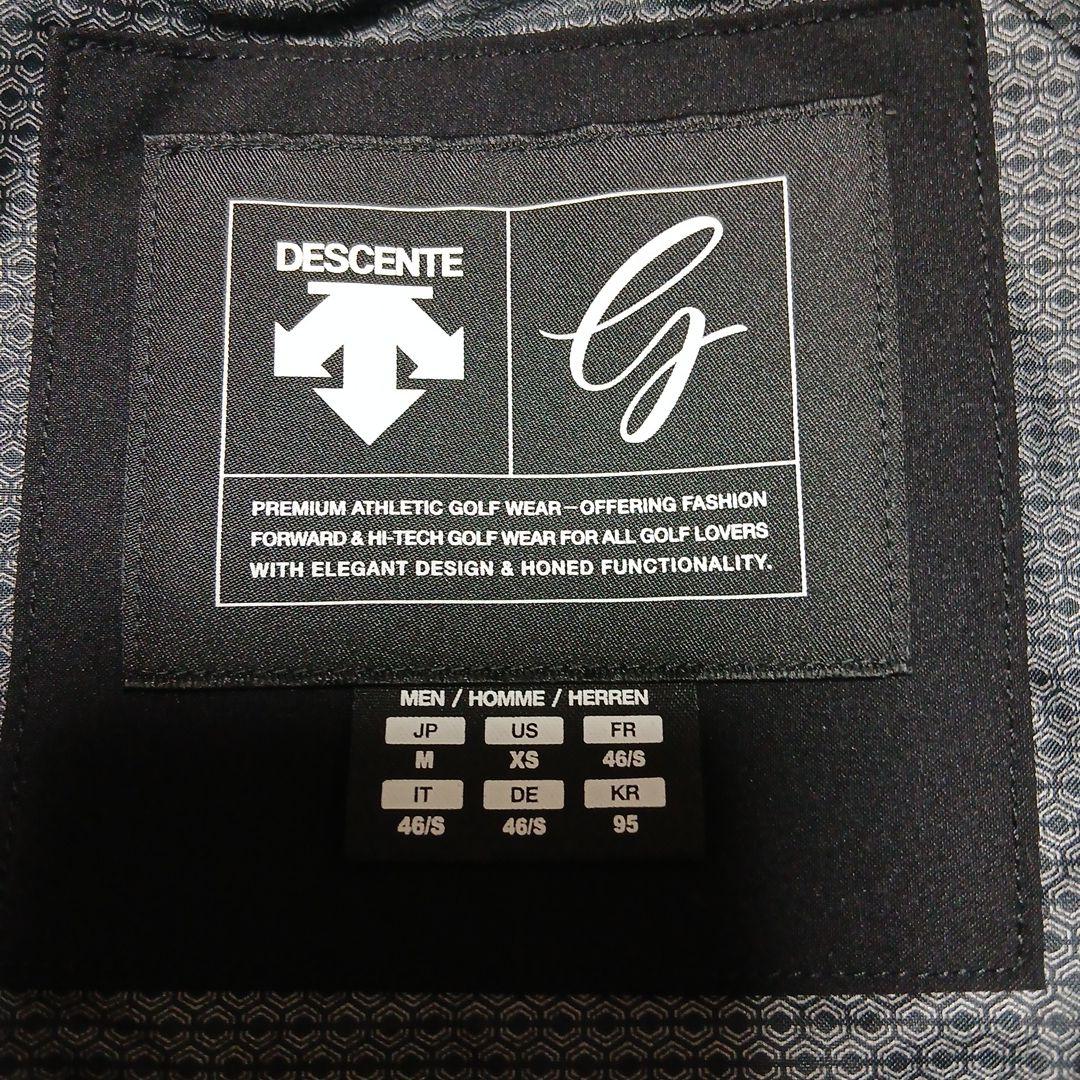 DESCENTE
G
PREMIUM ATHLETIC GOLF WEAR—OFFERING FASHION
FORWARD & HI-TECH GOLF WEAR FOR ALL GOLF LOVERS
WITH ELEGANT DESIGN & HONED FUNCTIONALITY.
MEN / HOMME / HERREN
JP US FR
M XS 46/S
IT DE KR
46/S 46/S 95